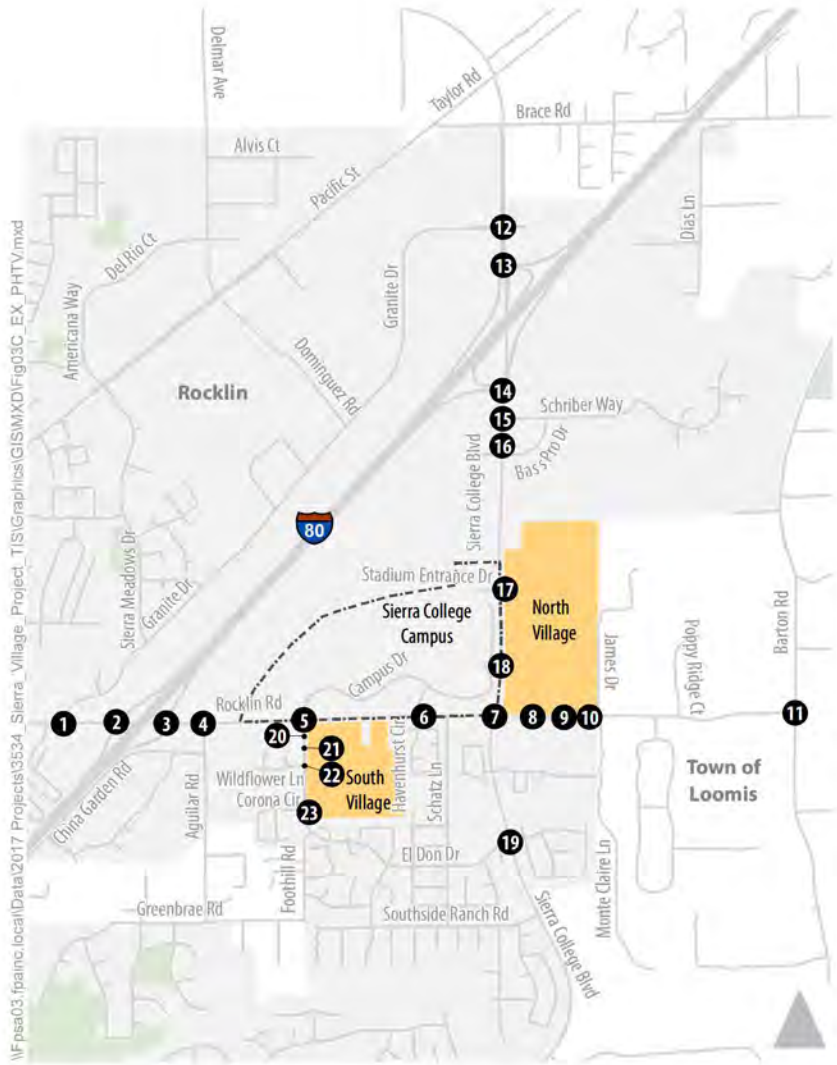 Delmar Ave
Taylor Rd
Brace Rd
Alvis Ct
Pacific St
Dias Ln
12
Del Rio Ct
13
Granite Dr
Americana Way
Dominguez Rd
Rocklin
14
Schriber Way
15
16
Bass Pro Dr
Sierra College Blvd
80
Sierra Meadows Dr
Granite Dr
Stadium Entrance Dr
17
Sierra College
Campus
North
Village
James Dr
Poppy Ridge Ct
Barton Rd
18
Campus Dr
Rocklin Rd
1
2
3
4
5
6
7
8
9
10
11
20
21
22
Havenhurst Cir
Schatz Ln
China Garden Rd
Aguilar Rd
Wildflower Ln
Corona Cir
South
Village
23
Town of
Loomis
19
El Don Dr
Foothill Rd
Greenbrae Rd
Southside Ranch Rd
Sierra College Blvd
Monte Claire Ln
\\Fpsa03.fpainc.local\Data\2017 Projects\3534_Sierra_Village_Project_TIS\Graphics\GIS\MXD\Fig03C_EX_PHTV.mxd